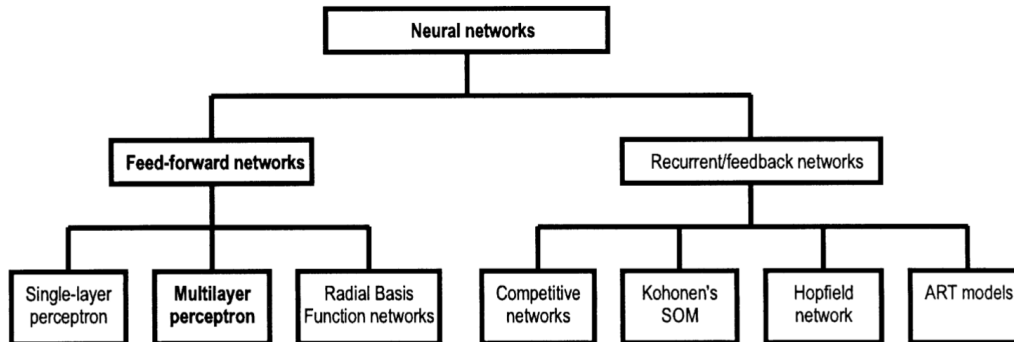 Neural networks
Feed-forward networks
Recurrent/feedback networks
Single-layer
perceptron
Multilayer
perceptron
Radial Basis
Function networks
Competitive
networks
Kohonen's
SOM
Hopfield
network
ART models